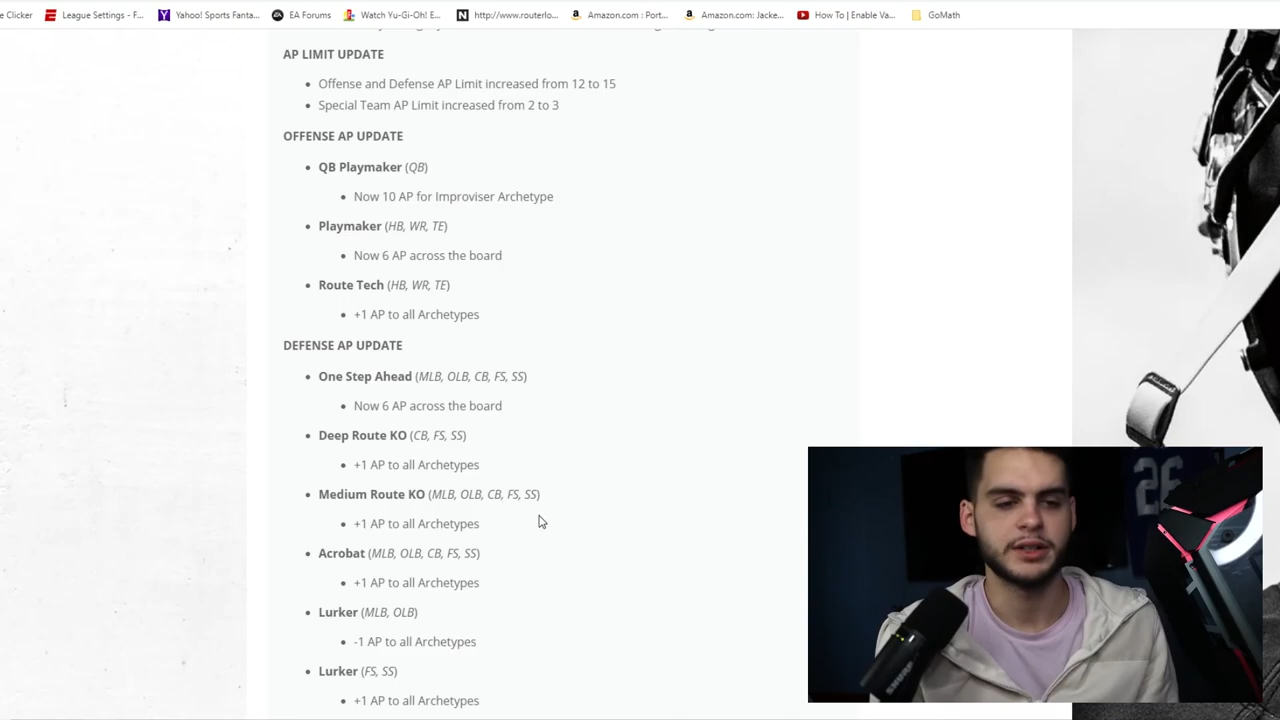 e Clicker
League Settings - F...
Yahoo! Sports Fanta...
EA Forums
Watch Yu-Gi-Oh! E...
http://www.routerlo...
Amazon.com : Port...
Amazon.com: Jacke...
How To | Enable Va...
GoMath
AP LIMIT UPDATE
• Offense and Defense AP Limit increased from 12 to 15
• Special Team AP Limit increased from 2 to 3
OFFENSE AP UPDATE
• QB Playmaker (QB)
• Now 10 AP for Improviser Archetype
• Playmaker (HB, WR, TE)
• Now 6 AP across the board
• Route Tech (HB, WR, TE)
• +1 AP to all Archetypes
DEFENSE AP UPDATE
• One Step Ahead (MLB, OLB, CB, FS, SS)
• Now 6 AP across the board
• Deep Route KO (CB, FS, SS)
• +1 AP to all Archetypes
• Medium Route KO (MLB, OLB, CB, FS, SS)
• +1 AP to all Archetypes
• Acrobat (MLB, OLB, CB, FS, SS)
• +1 AP to all Archetypes
• Lurker (MLB, OLB)
• -1 AP to all Archetypes
• Lurker (FS, SS)
• +1 AP to all Archetypes
26
SHURE